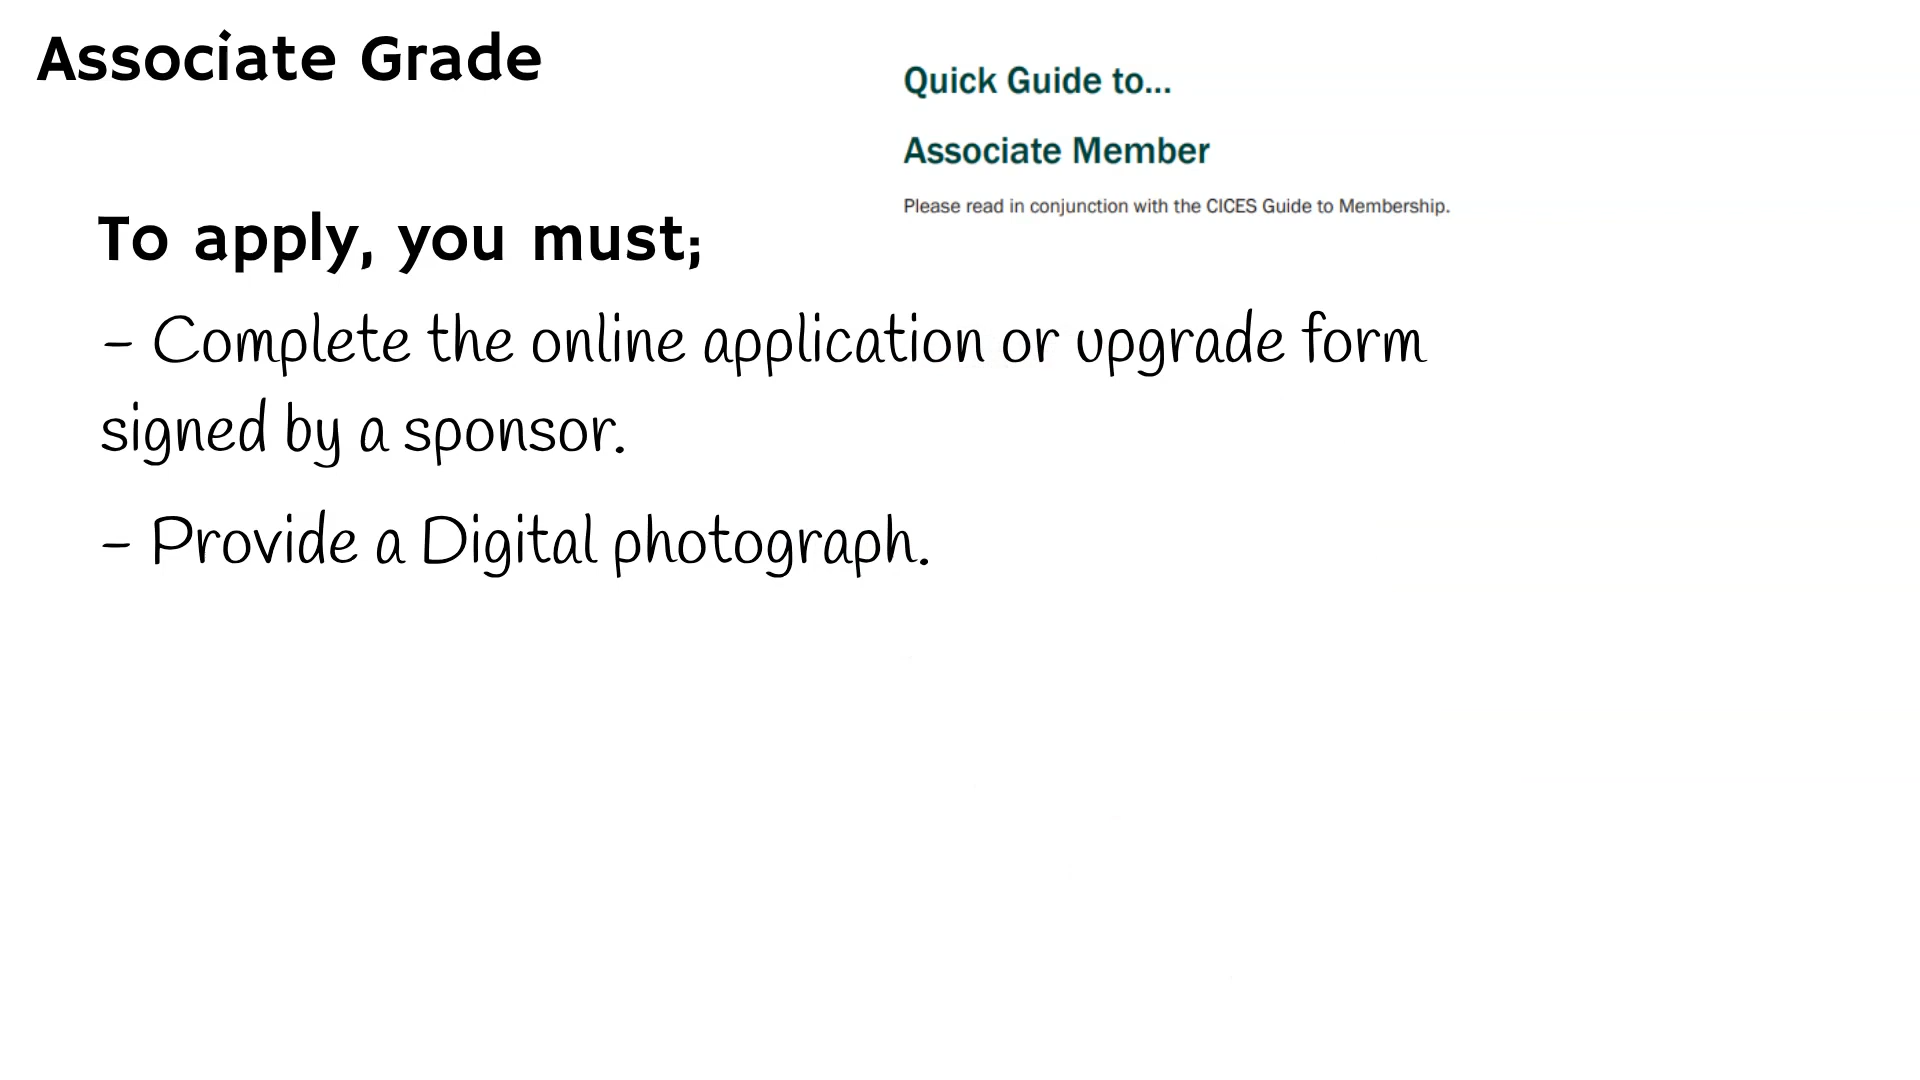 Associate Grade
Quick Guide to...
Associate Member
Please read in conjunction with the CICES Guide to Membership.
To apply, you must;
- Complete the online application or upgrade form
signed by a sponsor.
- Provide a Digital photograph.